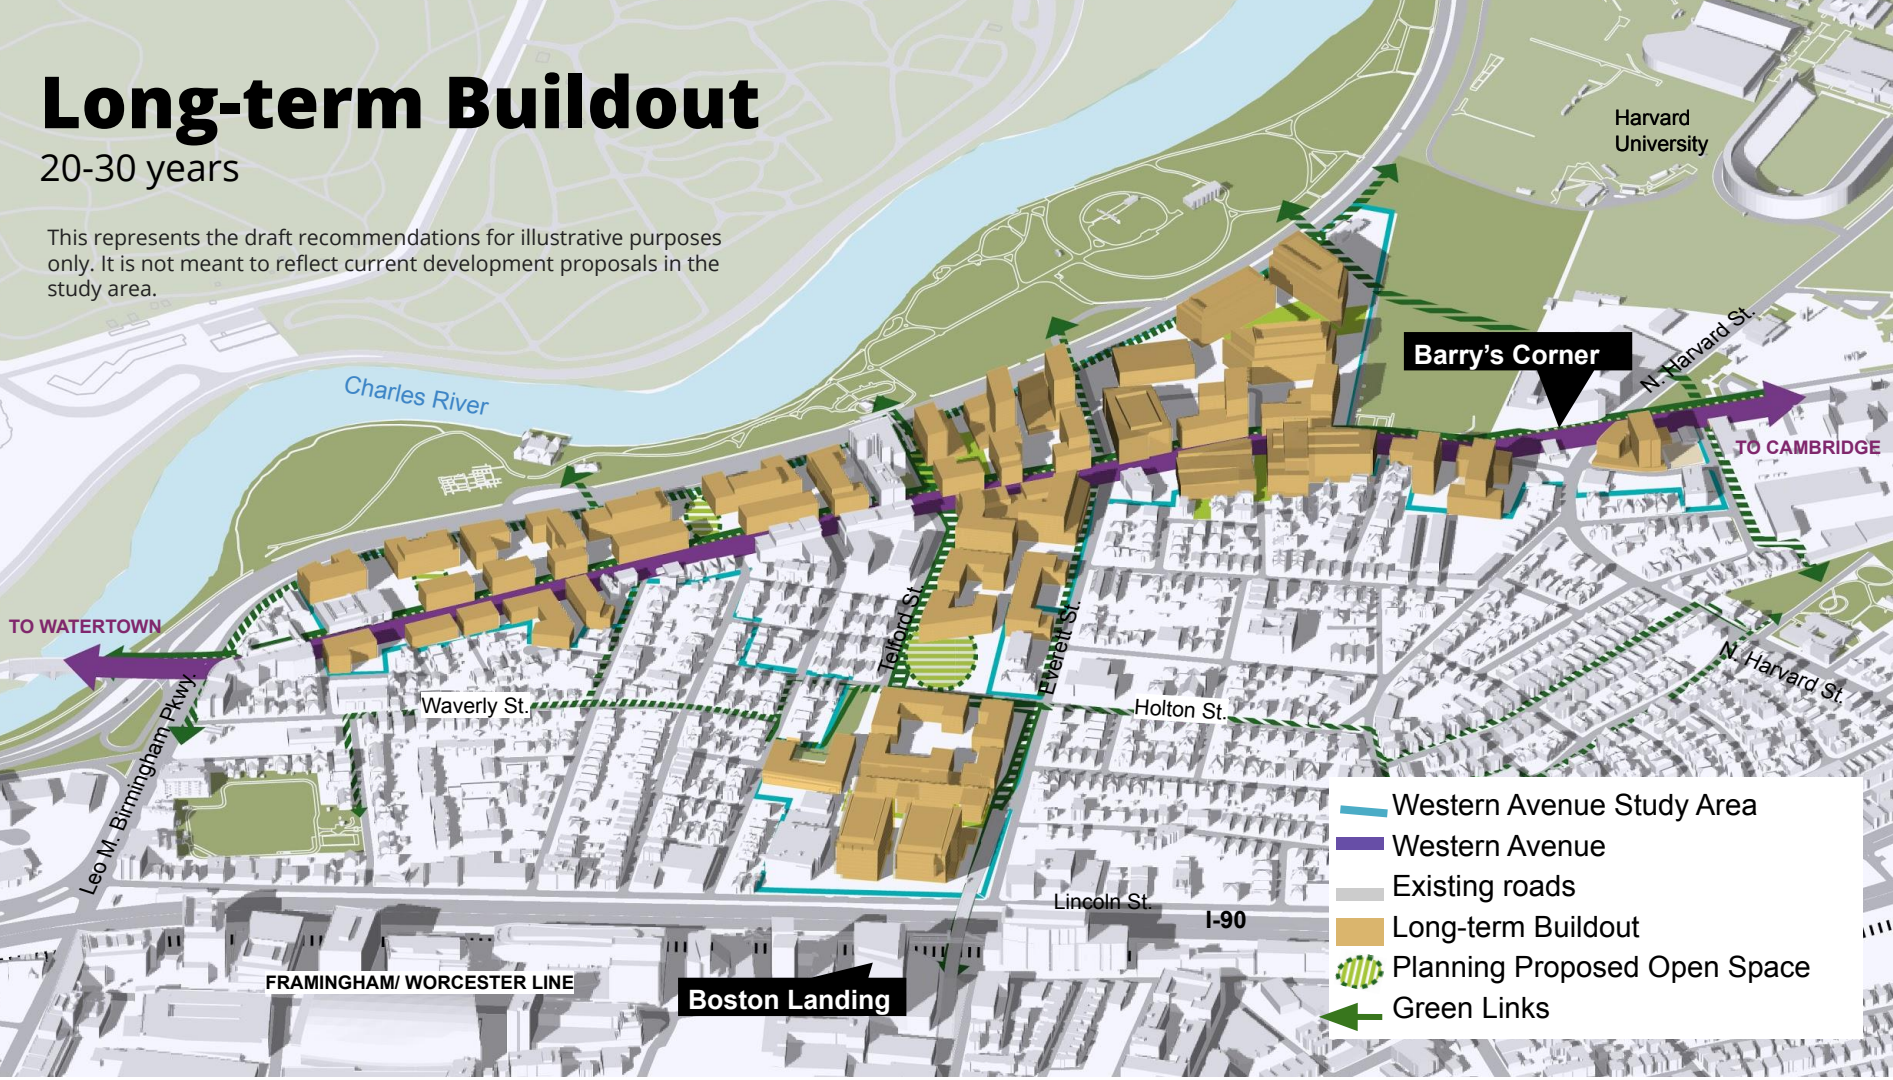 Long-term Buildout
20-30 years
This represents the draft recommendations for illustrative purposes
only. It is not meant to reflect current development proposals in the
study area.
Harvard
University
Charles River
Barry's Corner
N. Harvard St.
TO CAMBRIDGE
TO WATERTOWN
Telford St.
Everett St.
Leo M. Birmingham Pkwy.
Waverly St.
Holton St.
N. Harvard St.
Lincoln St.
I-90
FRAMINGHAM/ WORCESTER LINE
Boston Landing
Western Avenue Study Area
Western Avenue
Existing roads
Long-term Buildout
Planning Proposed Open Space
Green Links